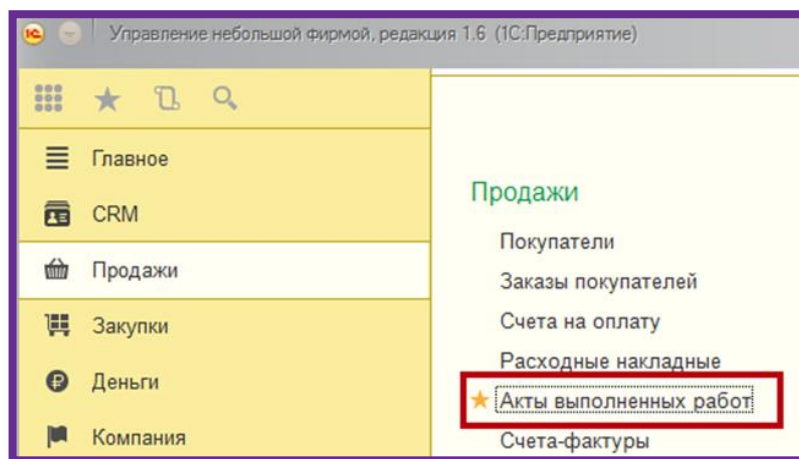 Управление небольшой фирмой, редакция 1.6 (1С:Предприятие)
Главное
CRM
Продажи
Закупки
Деньги
Компания
Продажи
Покупатели
Заказы покупателей
Счета на оплату
Расходные накладные
Акты выполненных работ
Счета-фактуры